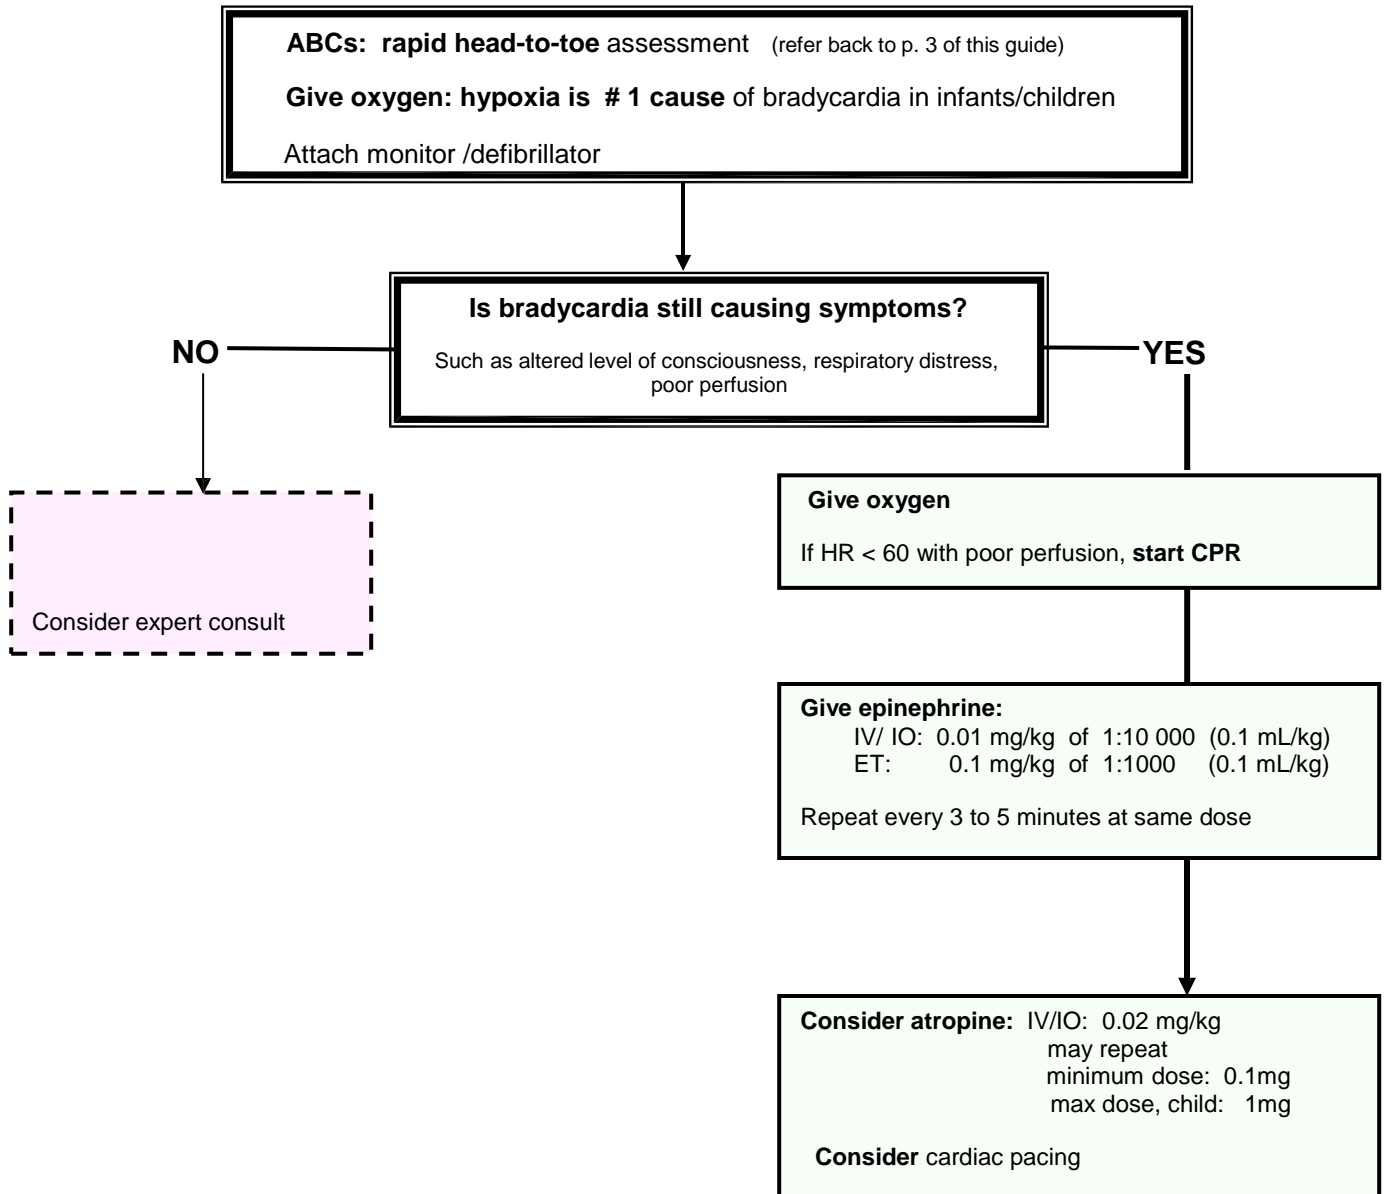 ABCs: rapid head-to-toe assessment (refer back to p. 3 of this guide)
Give oxygen: hypoxia is # 1 cause of bradycardia in infants/children
Attach monitor /defibrillator
Is bradycardia still causing symptoms?
Such as altered level of consciousness, respiratory distress,
poor perfusion
NO
YES
Consider expert consult
Give oxygen
If HR < 60 with poor perfusion, start CPR
Give epinephrine:
IV/ IO: 0.01 mg/kg of 1:10 000 (0.1 mL/kg)
ET: 0.1 mg/kg of 1:1000 (0.1 mL/kg)
Repeat every 3 to 5 minutes at same dose
Consider atropine: IV/IO: 0.02 mg/kg
may repeat
minimum dose: 0.1mg
max dose, child: 1mg
Consider cardiac pacing